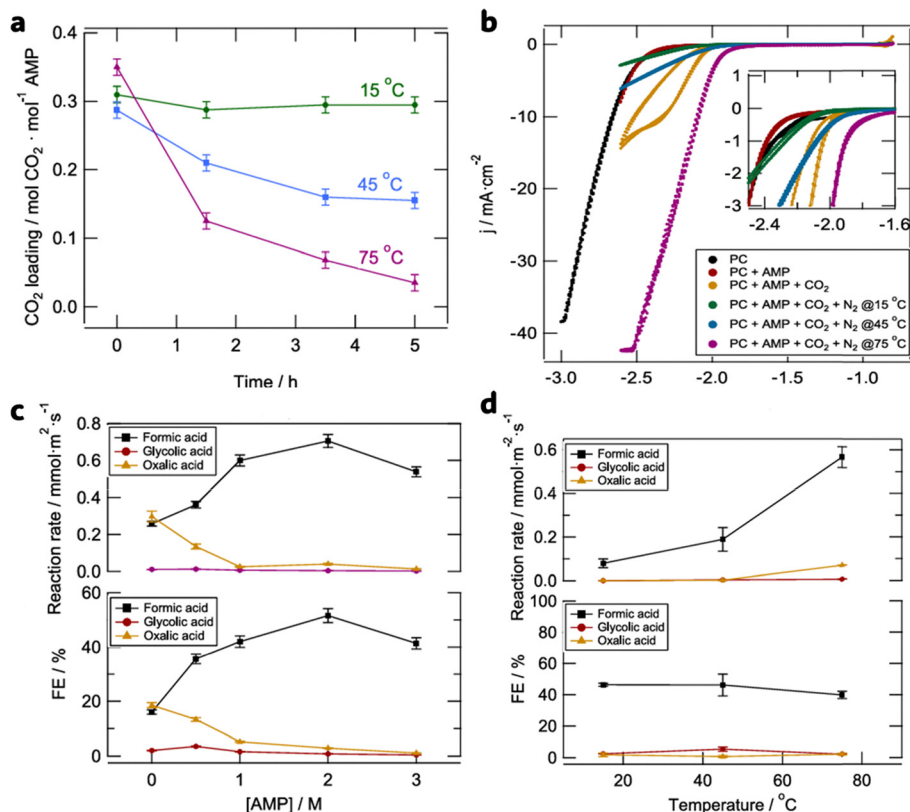 a
CO2 loading / mol CO2 · mol-1 AMP
0.4
0.3
0.2
0.1
0.0
15 °C
45 °C
75 °C
0 1 2 3 4 5
Time / h
b
j / mA·cm-2
0
-10
-20
-30
-40
1
0
-1
-2
-3
-2.4 -2.0 -1.6
PC
PC + AMP
PC + AMP + CO2
PC + AMP + CO2 + N2 @15 °C
PC + AMP + CO2 + N2 @45 °C
PC + AMP + CO2 + N2 @75 °C
-3.0 -2.5 -2.0 -1.5 -1.0
c
Reaction rate / mmol·m-2·s-1
0.8
0.6
0.4
0.2
0.0
Formic acid
Glycolic acid
Oxalic acid
FE / %
60
40
20
0
Formic acid
Glycolic acid
Oxalic acid
0 1 2 3
[AMP] / M
d
Reaction rate / mmol·m-2·s-1
0.6
0.4
0.2
0.0
Formic acid
Glycolic acid
Oxalic acid
FE / %
100
80
60
40
20
0
Formic acid
Glycolic acid
Oxalic acid
20 40 60 80
Temperature / °C